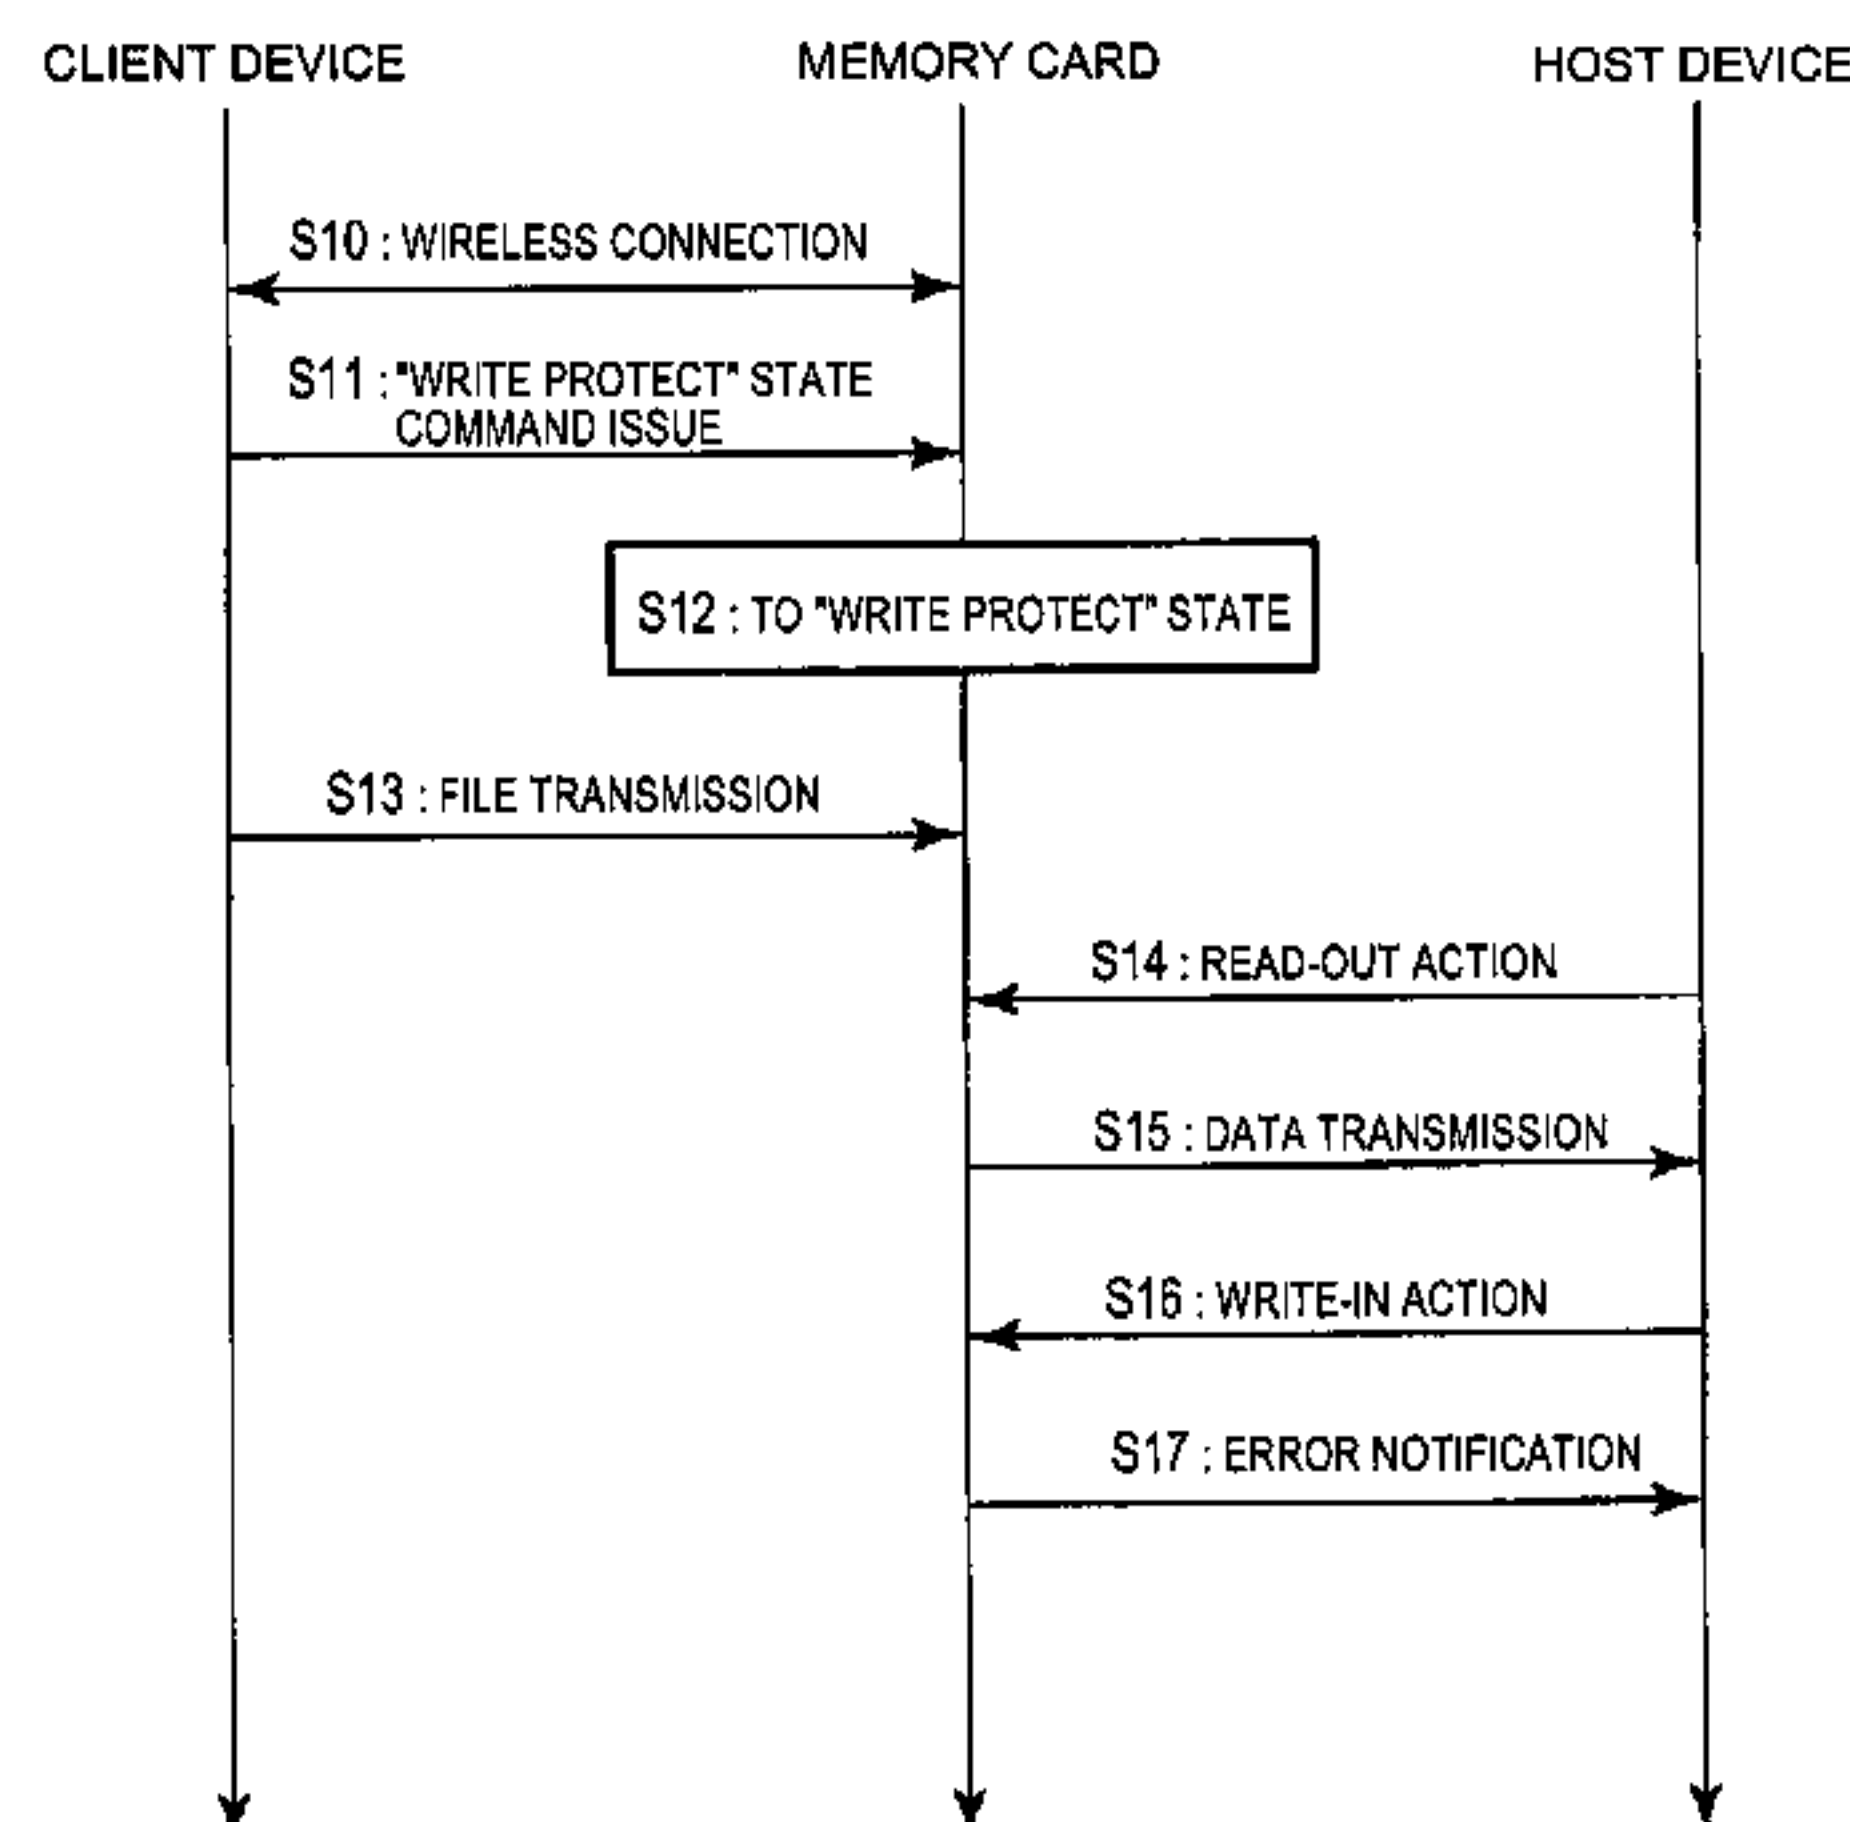 CLIENT DEVICE
MEMORY CARD
HOST DEVICE
S10 : WIRELESS CONNECTION
S11 : "WRITE PROTECT" STATE
COMMAND ISSUE
S12 : TO "WRITE PROTECT" STATE
S13 : FILE TRANSMISSION
S14 : READ-OUT ACTION
S15 : DATA TRANSMISSION
S16 : WRITE-IN ACTION
S17 : ERROR NOTIFICATION